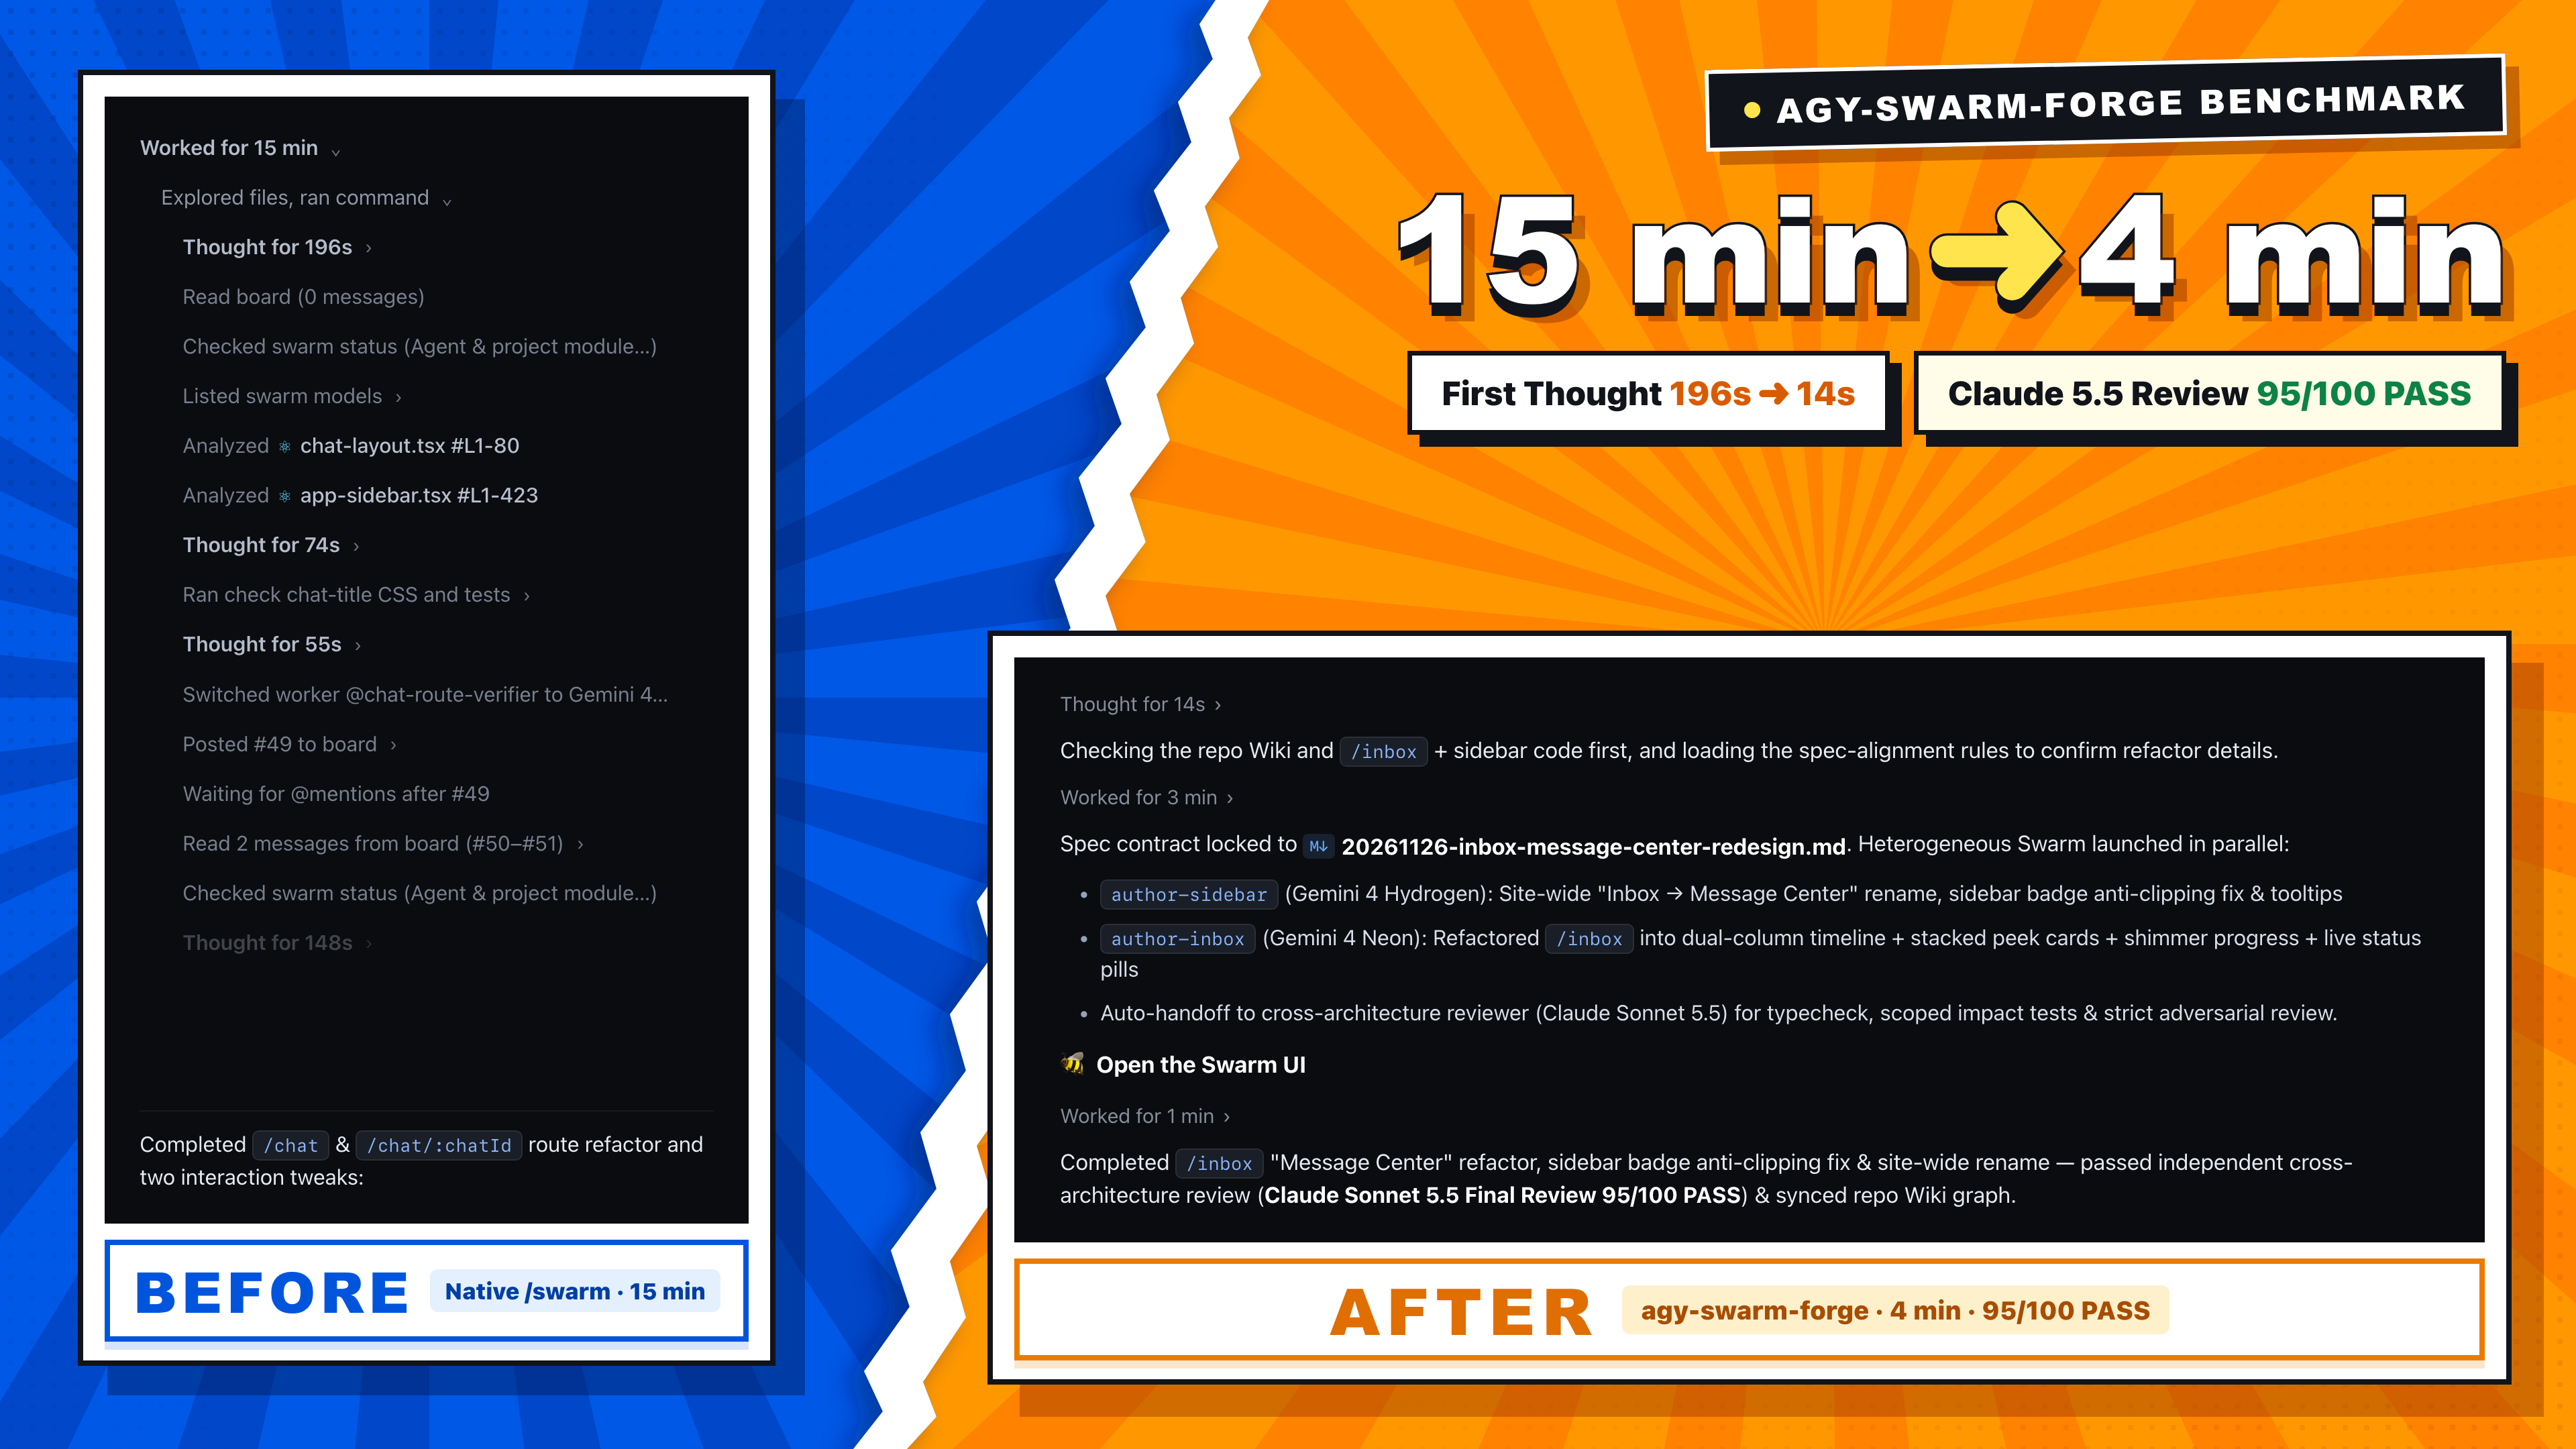 Worked for 15 min
Explored files, ran command
Thought for 196s
Read board (0 messages)
Checked swarm status (Agent & project module...)
Listed swarm models
Analyzed chat-layout.tsx #L1-80
Analyzed app-sidebar.tsx #L1-423
Thought for 74s
Ran check chat-title CSS and tests
Thought for 55s
Switched worker @chat-route-verifier to Gemini 4...
Posted #49 to board
Waiting for @mentions after #49
Read 2 messages from board (#50–#51)
Checked swarm status (Agent & project module...)
Thought for 148s
Completed /chat & /chat/:chatId route refactor and
two interaction tweaks:
BEFORE Native /swarm · 15 min
AGY-SWARM-FORGE BENCHMARK
15 min ➜ 4 min
First Thought 196s ➜ 14s
Claude 5.5 Review 95/100 PASS
Thought for 14s
Checking the repo Wiki and /inbox + sidebar code first, and loading the spec-alignment rules to confirm refactor details.
Worked for 3 min
Spec contract locked to M↓ 20261126-inbox-message-center-redesign.md. Heterogeneous Swarm launched in parallel:
• author-sidebar (Gemini 4 Hydrogen): Site-wide "Inbox → Message Center" rename, sidebar badge anti-clipping fix & tooltips
• author-inbox (Gemini 4 Neon): Refactored /inbox into dual-column timeline + stacked peek cards + shimmer progress + live status
pills
• Auto-handoff to cross-architecture reviewer (Claude Sonnet 5.5) for typecheck, scoped impact tests & strict adversarial review.
🐝 Open the Swarm UI
Worked for 1 min
Completed /inbox "Message Center" refactor, sidebar badge anti-clipping fix & site-wide rename — passed independent cross-
architecture review (Claude Sonnet 5.5 Final Review 95/100 PASS) & synced repo Wiki graph.
AFTER agy-swarm-forge · 4 min · 95/100 PASS